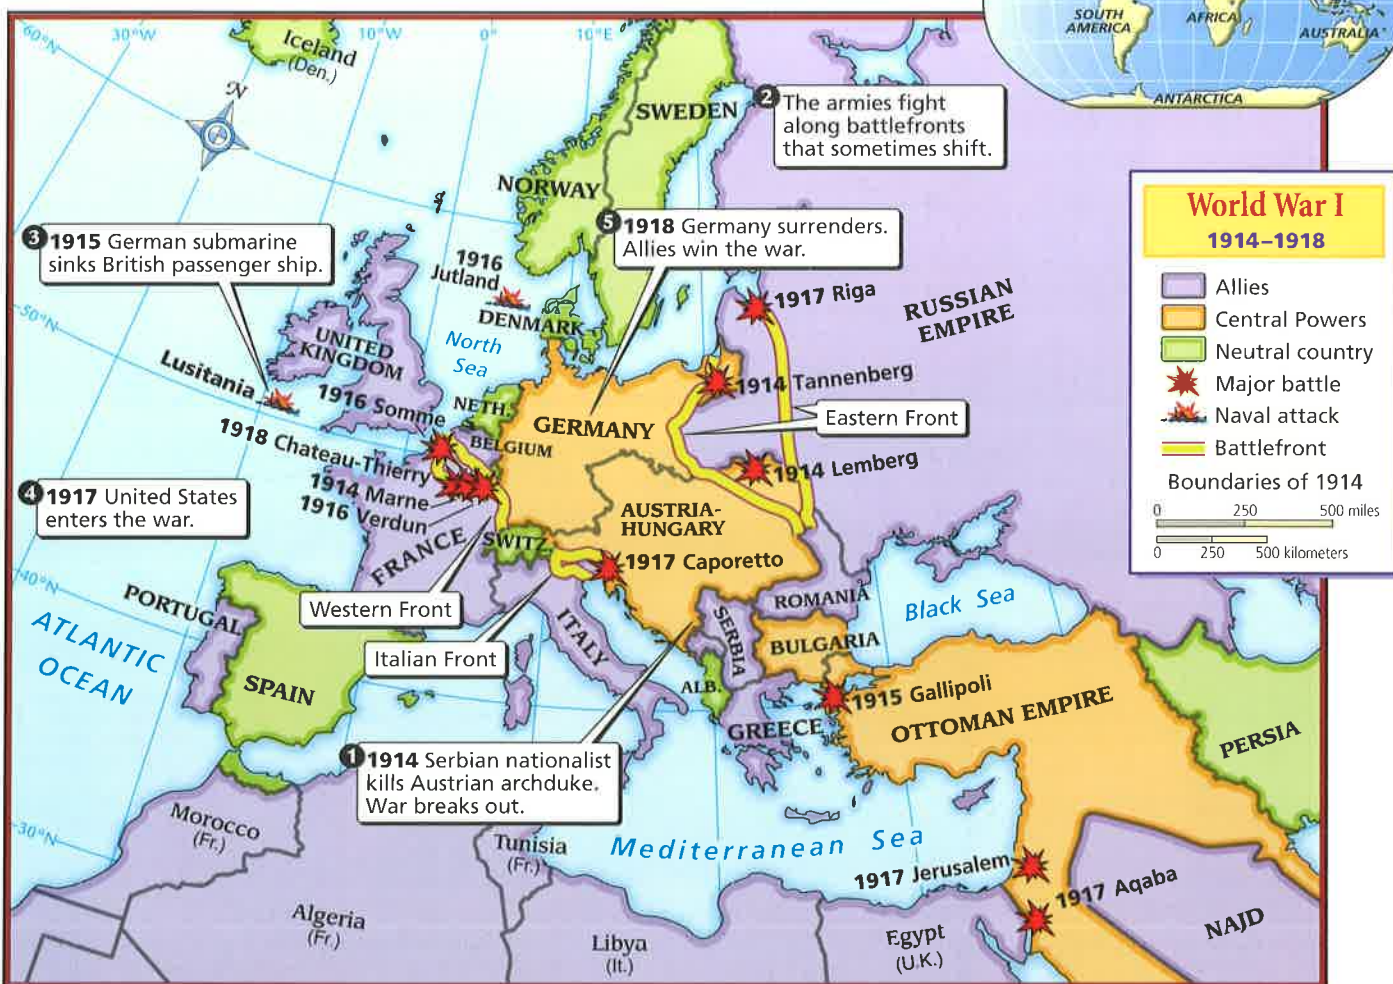 SOUTH
AMERICA
AFRICA
AUSTRALIA
ANTARCTICA
60°N
30°W
10°W
0°
10°E
Iceland
(Den.)
N
SWEDEN
2 The armies fight
along battlefronts
that sometimes shift.
NORWAY
World War I
1914–1918
Allies
Central Powers
Neutral country
Major battle
Naval attack
Battlefront
Boundaries of 1914
0 250 500 miles
0 250 500 kilometers
3 1915 German submarine
sinks British passenger ship.
5 1918 Germany surrenders.
Allies win the war.
1916
Jutland
1917 Riga
RUSSIAN
EMPIRE
50°N
DENMARK
UNITED
KINGDOM
North
Sea
Lusitania
1914 Tannenberg
1916 Somme
NETH.
Eastern Front
GERMANY
BELGIUM
1918 Chateau-Thierry
1914 Lemberg
1914 Marne
1916 Verdun
4 1917 United States
enters the war.
AUSTRIA-
HUNGARY
SWITZ.
FRANCE
1917 Caporetto
40°N
PORTUGAL
Western Front
ROMANIA
Black Sea
ATLANTIC
OCEAN
ITALY
SERBIA
BULGARIA
Italian Front
SPAIN
ALB.
1915 Gallipoli
OTTOMAN EMPIRE
GREECE
PERSIA
1 1914 Serbian nationalist
kills Austrian archduke.
War breaks out.
30°N
Morocco
(Fr.)
Tunisia
(Fr.)
Mediterranean Sea
1917 Jerusalem
1917 Aqaba
Algeria
(Fr.)
Libya
(It.)
Egypt
(U.K.)
NAJD